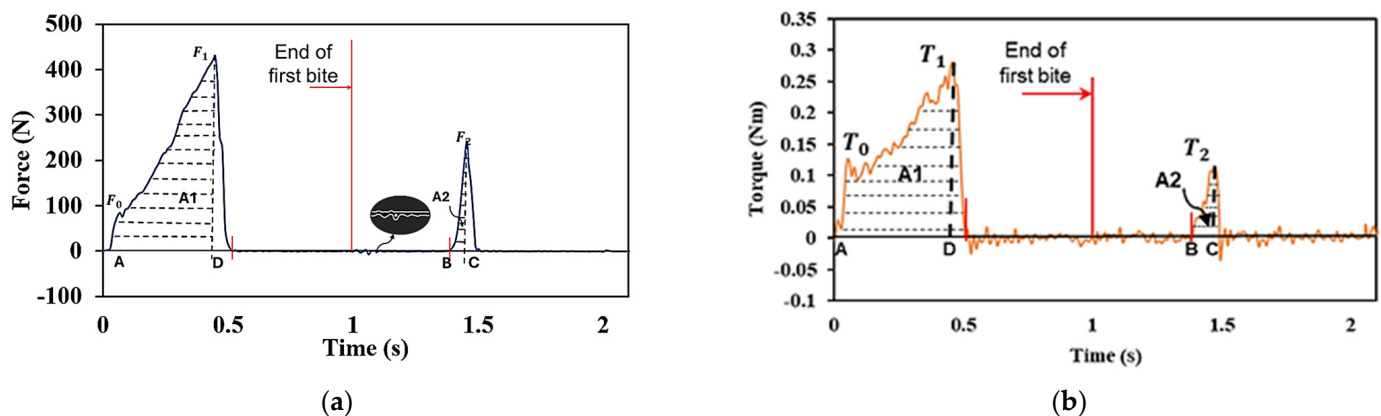 500
400
300
200
100
0
-100
Force (N)
F₁
F₀
F₂
A1
A2
End of
first bite
A
D
B
C
0
0.5
1
1.5
2
Time (s)
(a)
0.35
0.3
0.25
0.2
0.15
0.1
0.05
0
-0.05
-0.1
Torque (Nm)
T₁
T₀
T₂
A1
A2
End of
first bite
A
D
B
C
0
0.5
1
1.5
2
Time (s)
(b)